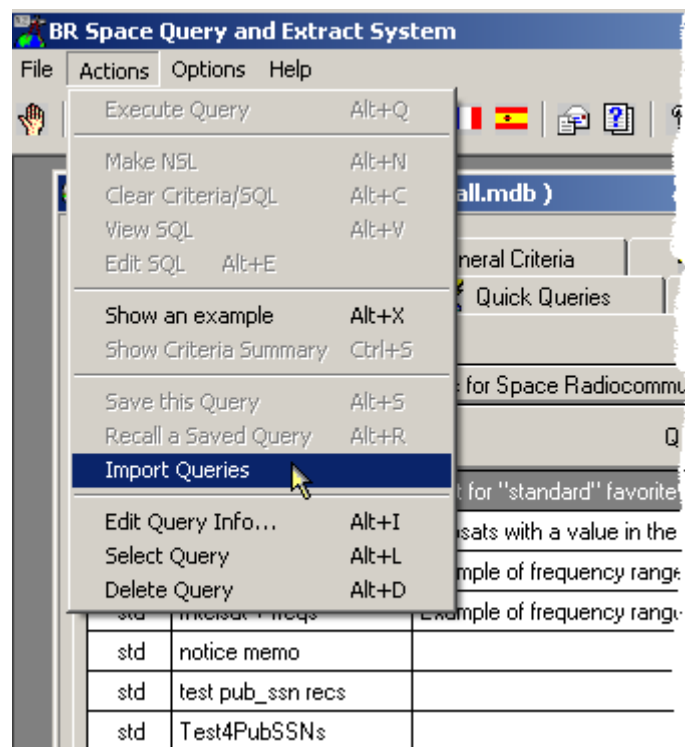 BR Space Query and Extract System
File Actions Options Help
Execute Query Alt+Q
Make NSL Alt+N
Clear Criteria/SQL Alt+C
View SQL Alt+V
Edit SQL Alt+E
Show an example Alt+X
Show Criteria Summary Ctrl+S
Save this Query Alt+S
Recall a Saved Query Alt+R
Import Queries
Edit Query Info... Alt+I
Select Query Alt+L
Delete Query Alt+D
all.mdb )
neral Criteria
Quick Queries
for Space Radiocommu
Q
t for "standard" favorite
sats with a value in the
mple of frequency range
std Intelsat + freqs Example of frequency range
std notice memo
std test pub_ssn recs
std Test4PubSSNs